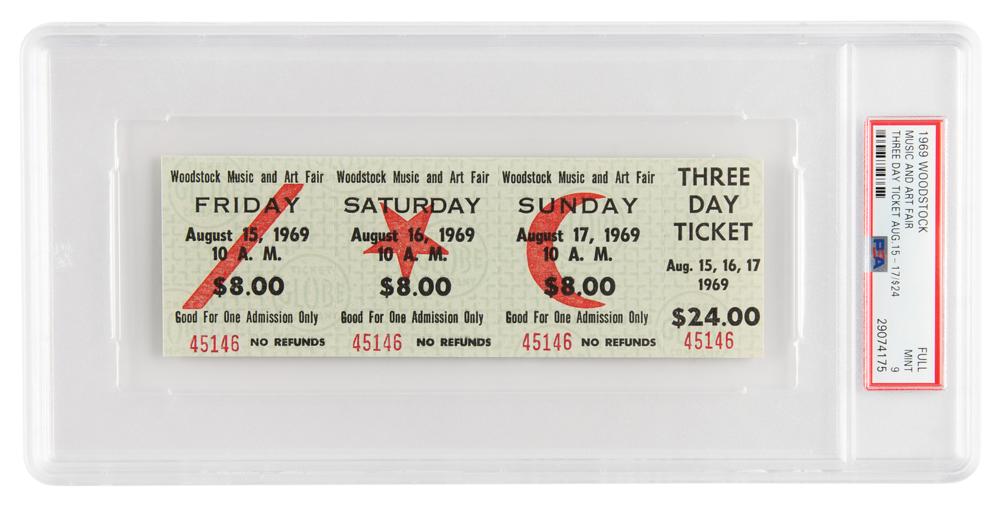 Woodstock Music and Art Fair
FRIDAY
August 15, 1969
10 A. M.
$8.00
Good For One Admission Only
45146 NO REFUNDS
Woodstock Music and Art Fair
SATURDAY
August 16, 1969
10 A. M.
$8.00
Good For One Admission Only
45146 NO REFUNDS
Woodstock Music and Art Fair
SUNDAY
August 17, 1969
10 A. M.
$8.00
Good For One Admission Only
45146 NO REFUNDS
THREE
DAY
TICKET
Aug. 15, 16, 17
1969
$24.00
45146
1969 WOODSTOCK
MUSIC AND ART FAIR
THREE DAY TICKET AUG.15 - 17/$24
FULL
MINT
9
29074175
PSA
TICKET
GLOBE